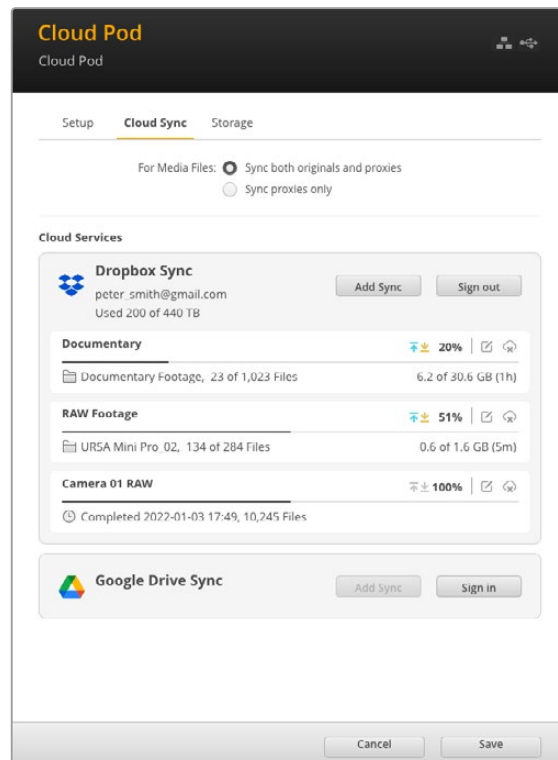 Cloud Pod
Cloud Pod
Setup Cloud Sync Storage
For Media Files: Sync both originals and proxies
Sync proxies only
Cloud Services
Dropbox Sync
peter_smith@gmail.com
Used 200 of 440 TB
Add Sync Sign out
Documentary 20%
Documentary Footage, 23 of 1,023 Files 6.2 of 30.6 GB (1h)
RAW Footage 51%
URSA Mini Pro_02, 134 of 284 Files 0.6 of 1.6 GB (5m)
Camera 01 RAW 100%
Completed 2022-01-03 17:49, 10,245 Files
Google Drive Sync Add Sync Sign in
Cancel Save